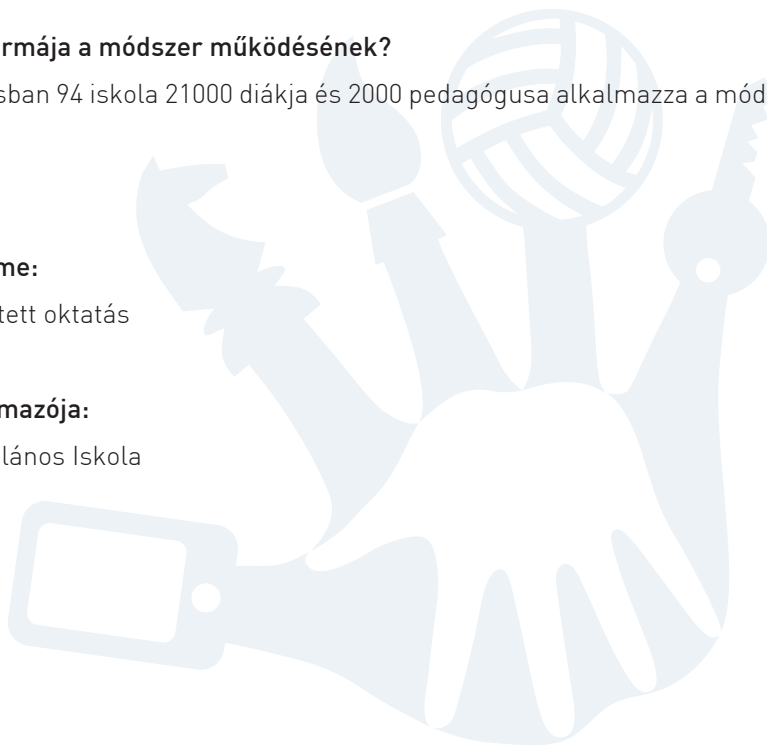 rmája a módszer működésének?
sban 94 iskola 21000 diákja és 2000 pedagógusa alkalmazza a mód
me:
tett oktatás
mazója:
lános Iskola